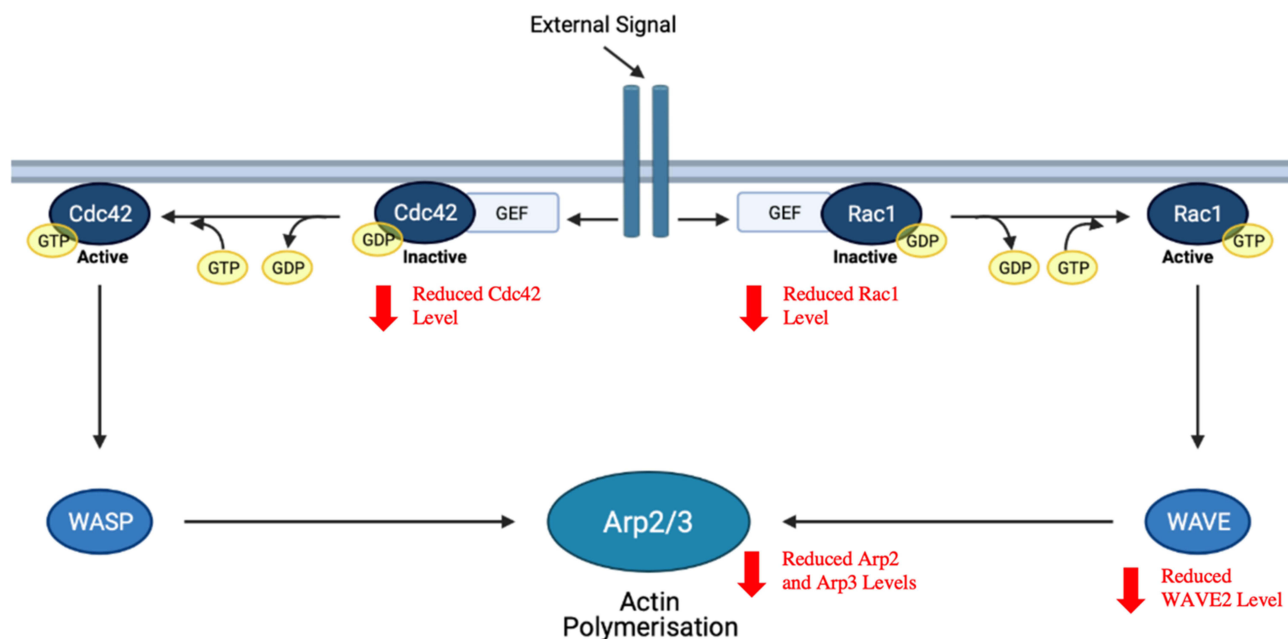 External Signal
Cdc42
GTP
Active
GTP
GDP
Cdc42
GDP
Inactive
GEF
GEF
Rac1
GDP
Inactive
GDP
GTP
Rac1
GTP
Active
Reduced Cdc42
Level
Reduced Rac1
Level
WASP
Arp2/3
WAVE
Reduced Arp2
and Arp3 Levels
Reduced
WAVE2 Level
Actin
Polymerisation